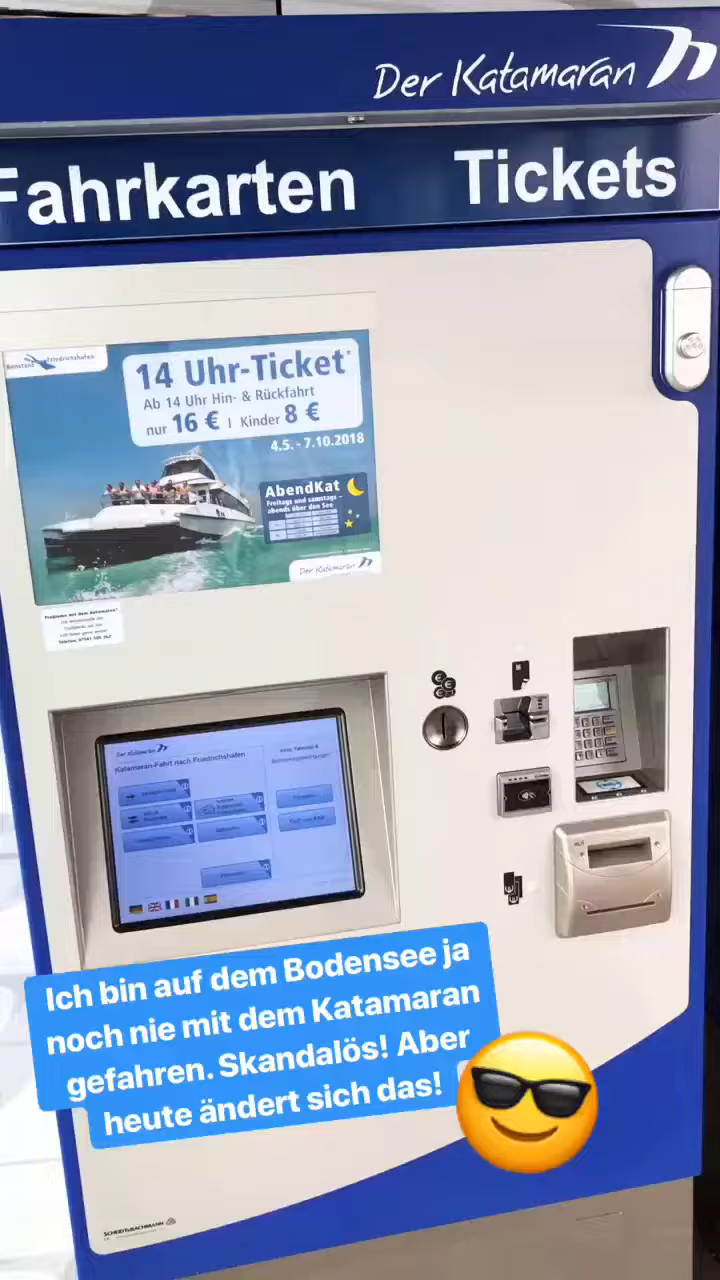 Der Katamaran
Fahrkarten Tickets
Konstanz Friedrichshafen
14 Uhr-Ticket*
Ab 14 Uhr Hin- & Rückfahrt
nur 16 € | Kinder 8 €
4.5. - 7.10.2018
AbendKat
Freitags und samstags -
abends über den See
Der Katamaran
Probleme mit dem Automaten?
Der Katamaran
Katamaran-Fahrt nach Friedrichshafen
Ich bin auf dem Bodensee ja
noch nie mit dem Katamaran
gefahren. Skandalös! Aber
heute ändert sich das!
SCHEIDT&BACHMANN